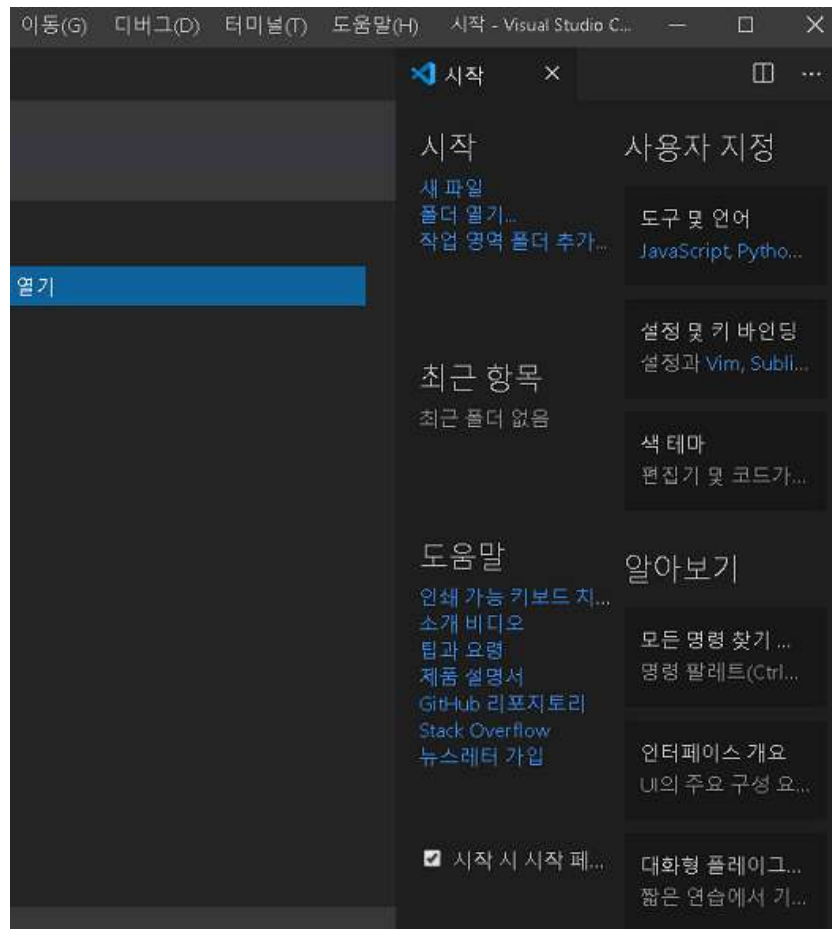 이동(G) 디버그(D) 터미널(T) 도움말(H) 시작 - Visual Studio C...
시작
열기
시작
새 파일
폴더 열기...
작업 영역 폴더 추가...
최근 항목
최근 폴더 없음
도움말
인쇄 가능 키보드 치...
소개 비디오
팁과 요령
제품 설명서
GitHub 리포지토리
Stack Overflow
뉴스레터 가입
시작 시 시작 페...
사용자 지정
도구 및 언어
JavaScript, Pytho...
설정 및 키 바인딩
설정과 Vim, Subli...
색 테마
편집기 및 코드가...
알아보기
모든 명령 찾기 ...
명령 팔레트(Ctrl...
인터페이스 개요
UI의 주요 구성 요...
대화형 플레이그...
짧은 연습에서 기...